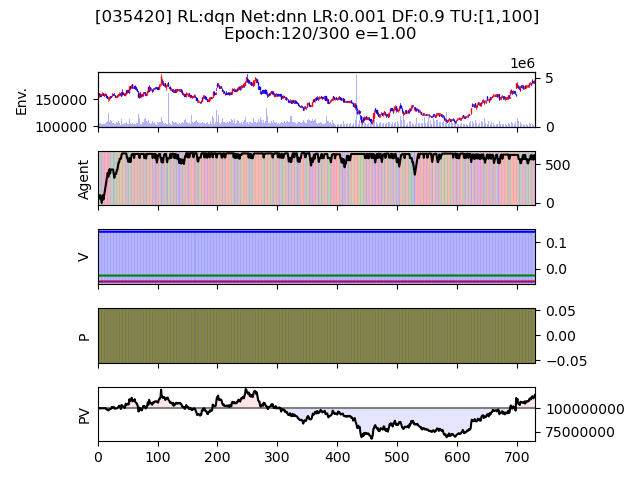 [035420] RL:dqn Net:dnn LR:0.001 DF:0.9 TU:[1,100]
Epoch:120/300 e=1.00
1e6
Env.
150000
100000
5
0
Agent
500
0
V
0.1
0.0
P
0.05
0.00
−0.05
PV
100000000
75000000
0 100 200 300 400 500 600 700